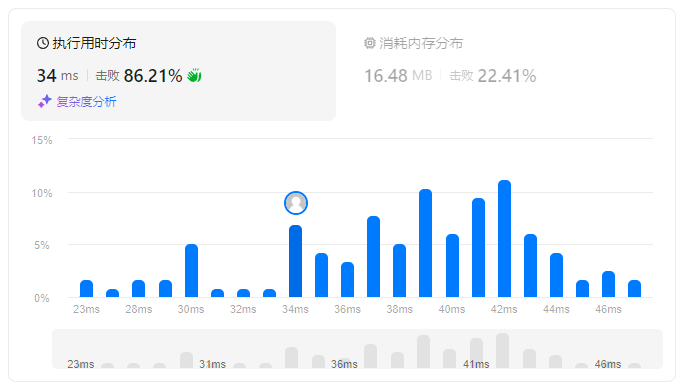 执行用时分布
34 ms 击败 86.21%
复杂度分析
消耗内存分布
16.48 MB 击败 22.41%
15%
10%
5%
0%
23ms 28ms 30ms 32ms 34ms 36ms 38ms 40ms 42ms 44ms 46ms
23ms 31ms 36ms 41ms 46ms